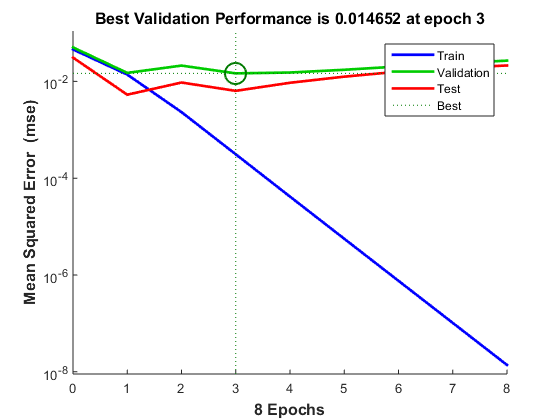 Best Validation Performance is 0.014652 at epoch 3
Mean Squared Error (mse)
10-2
10-4
10-6
10-8
Train
Validation
Test
Best
0 1 2 3 4 5 6 7 8
8 Epochs